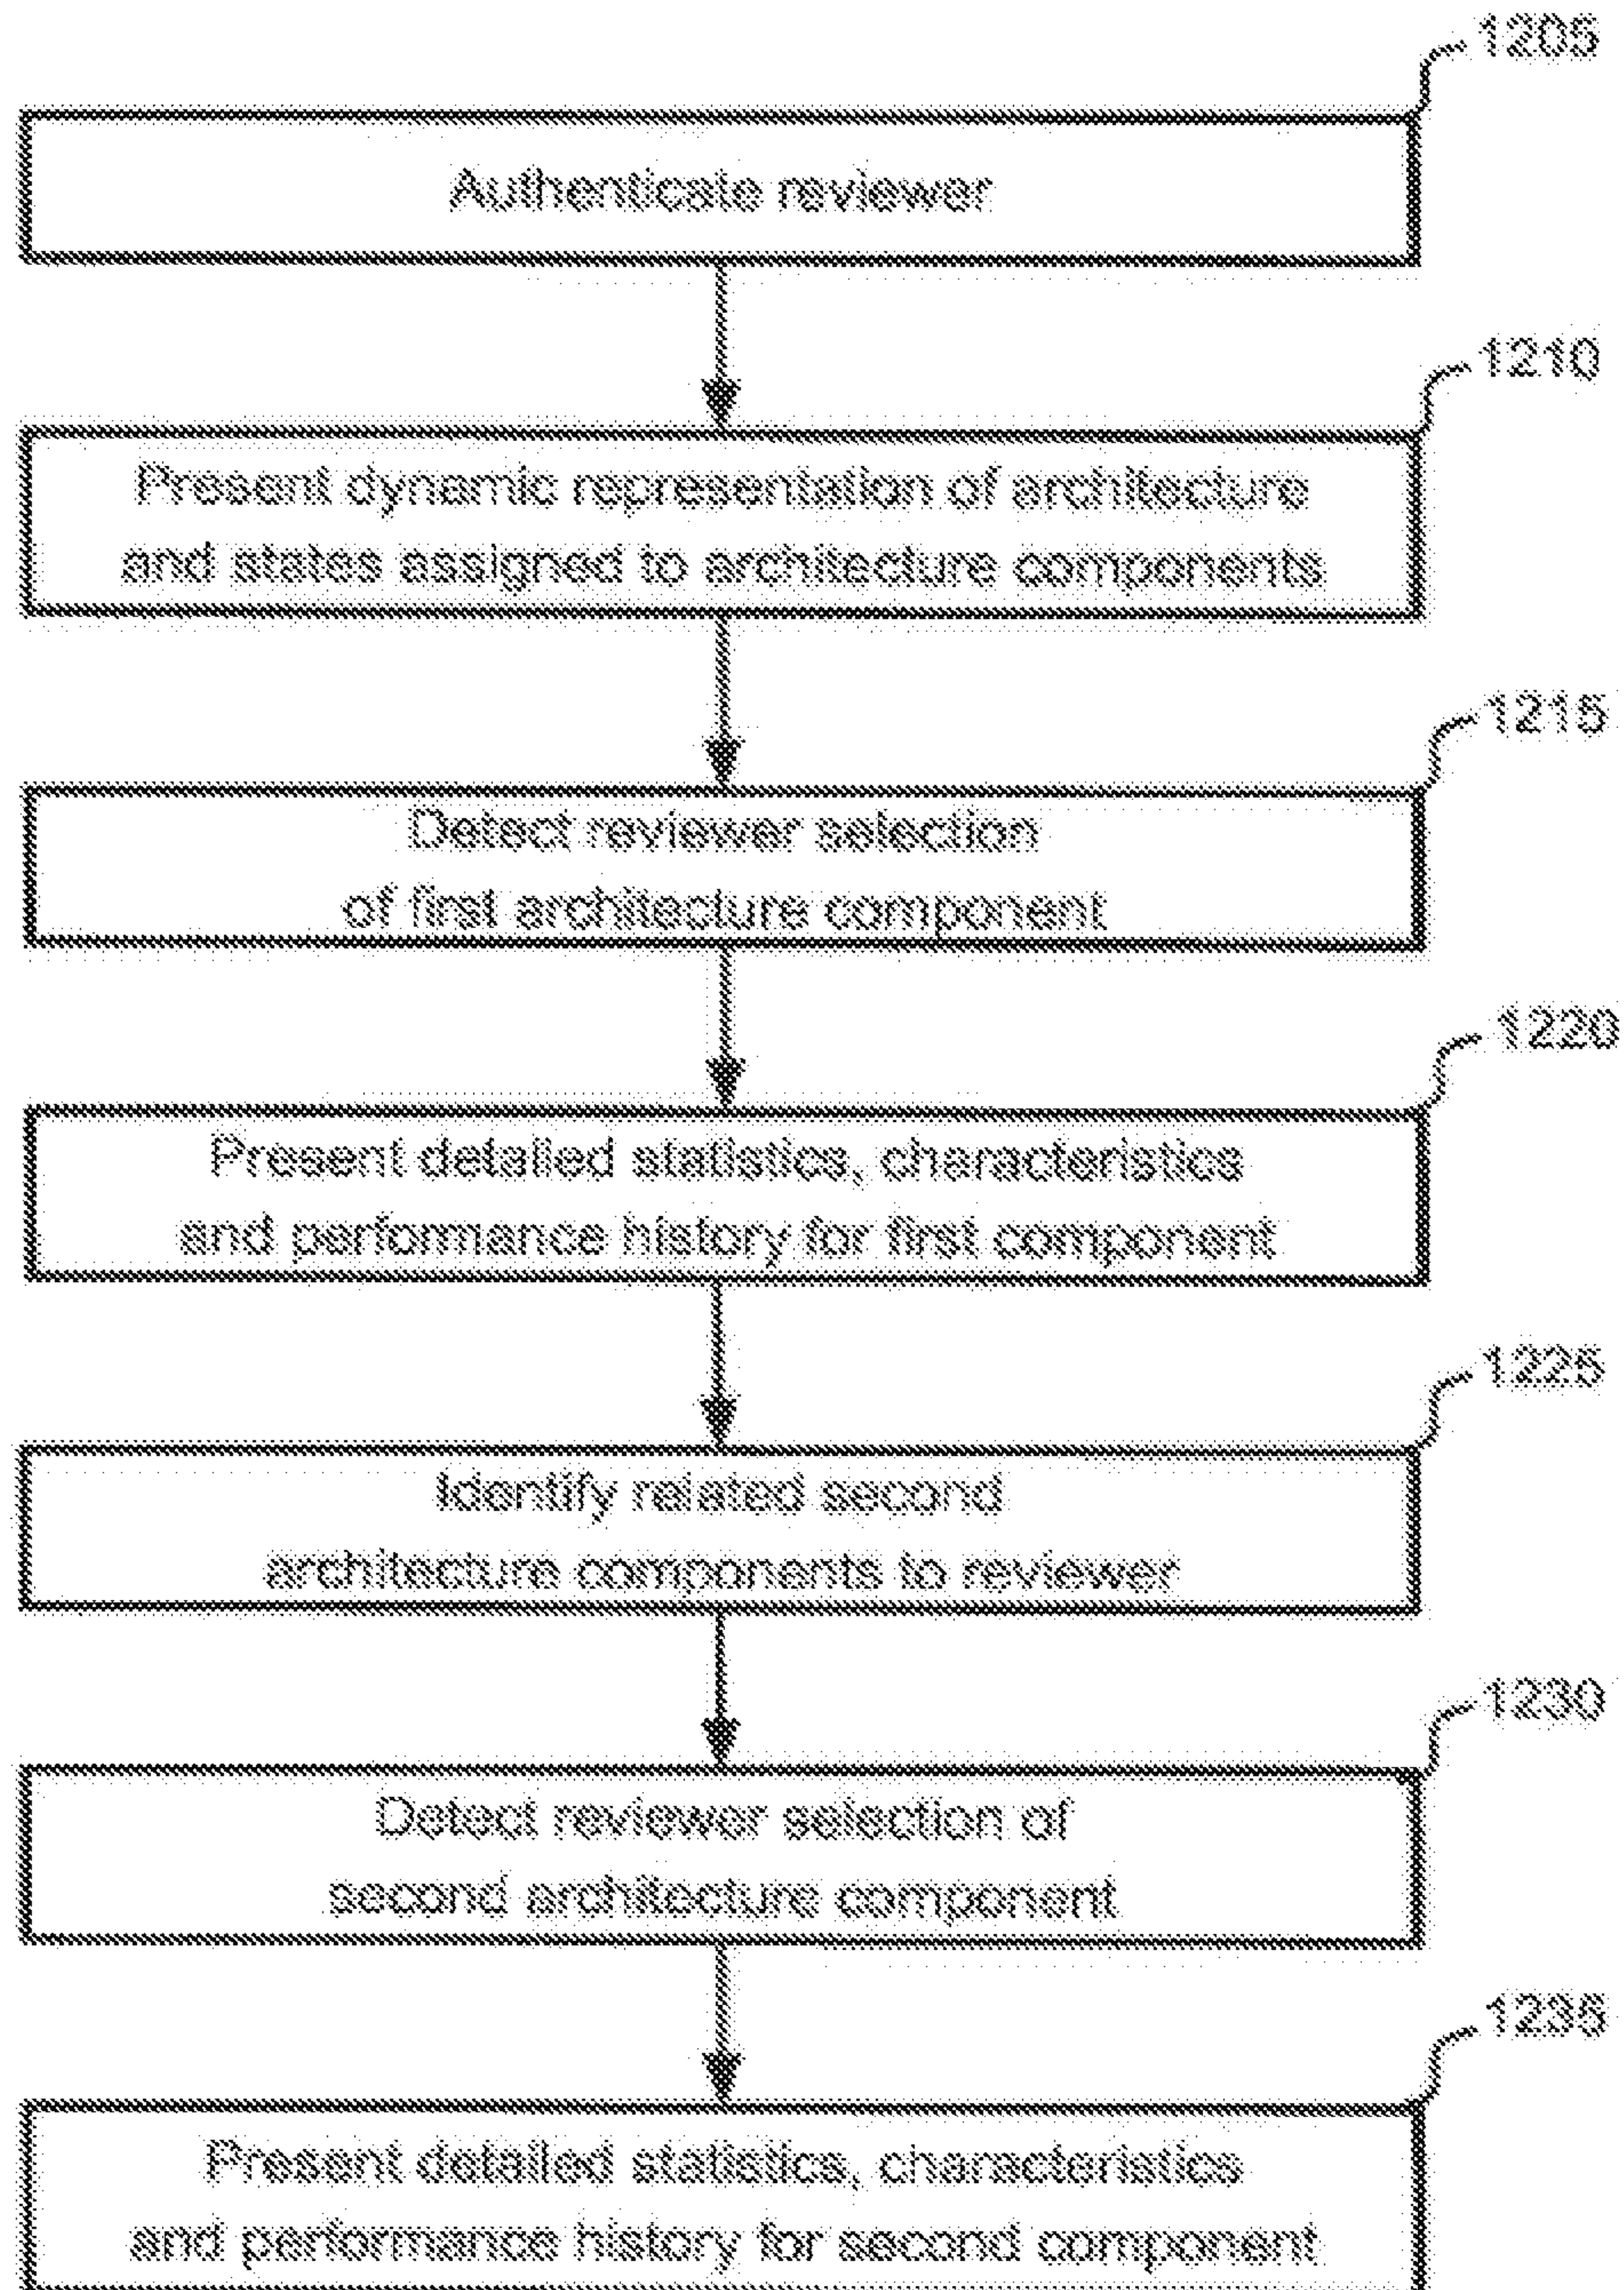 1205
Authenticate reviewer
1210
Present dynamic representation of architecture
and states assigned to architecture components
1215
Detect reviewer selection
of first architecture component
1220
Present detailed statistics, characteristics
and performance history for first component
1225
Identify related second
architecture components to reviewer
1230
Detect reviewer selection of
second architecture component
1235
Present detailed statistics, characteristics
and performance history for second component